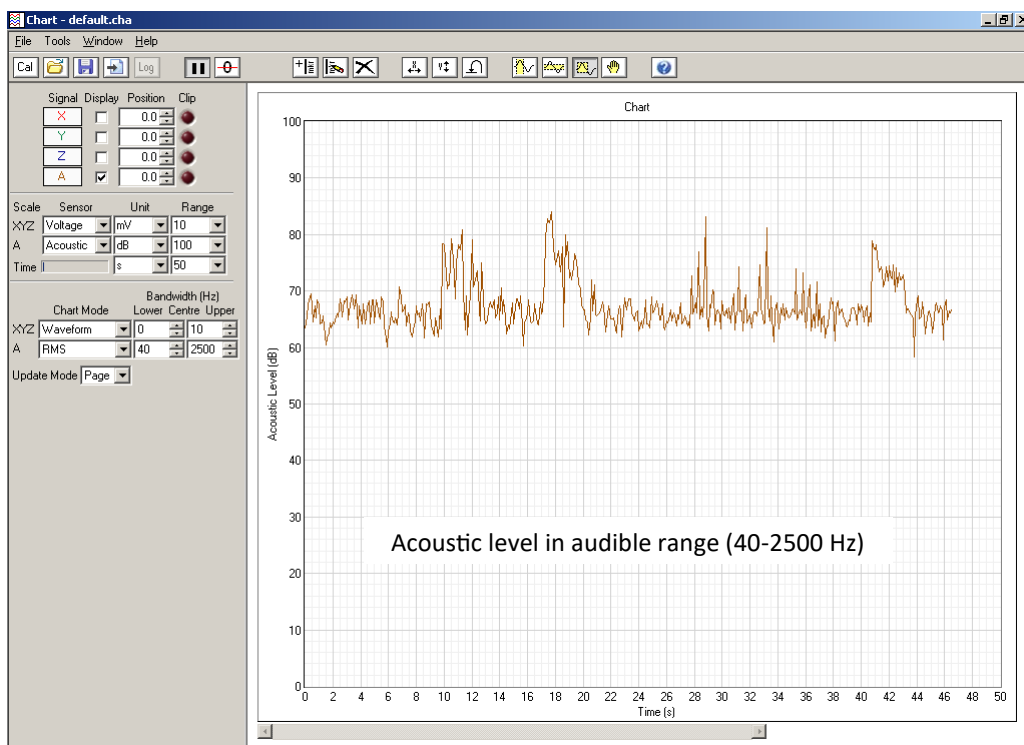 Chart - default.cha
File Tools Window Help
Cal Log
Signal Display Position Clip
X 0.0
Y 0.0
Z 0.0
A 0.0
Scale Sensor Unit Range
XYZ Voltage mV 10
A Acoustic dB 100
Time s 50
Bandwidth (Hz)
Chart Mode Lower Centre Upper
XYZ Waveform 0 10
A RMS 40 2500
Update Mode Page
Chart
100
90
80
70
60
50
40
30
20
10
0
Acoustic Level (dB)
Acoustic level in audible range (40-2500 Hz)
0 2 4 6 8 10 12 14 16 18 20 22 24 26 28 30 32 34 36 38 40 42 44 46 48 50
Time (s)